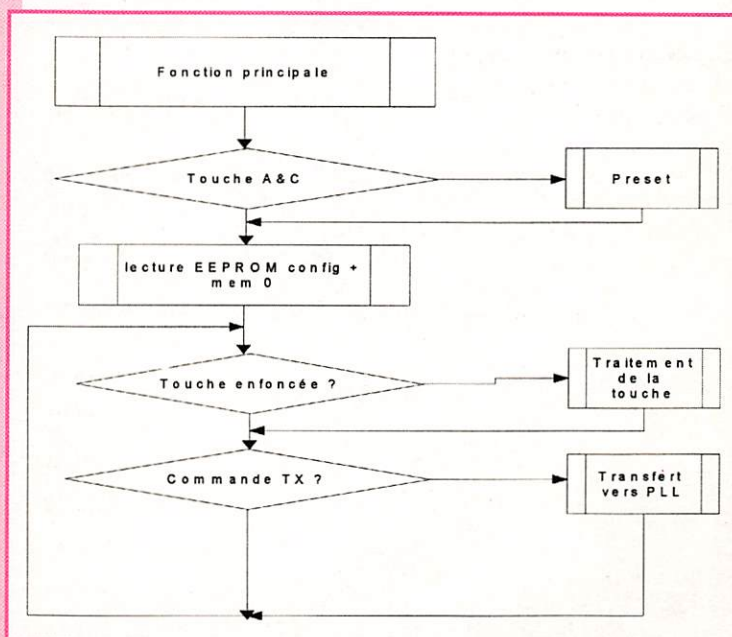 Fonction principale
Touche A&C
Preset
lecture EEPROM config +
mem 0
Touche enfoncée ?
Traitement
de la
touche
Commande TX ?
Transfért
vers PLL